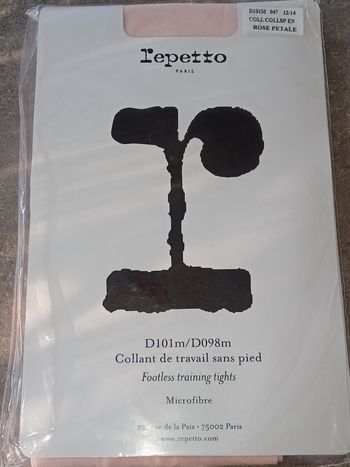 D101M 047 12/14
COLL COLLSP EN
ROSE PETALE
repetto
PARIS
r
D101m/D098m
Collant de travail sans pied
Footless training tights
Microfibre
22, rue de la Paix • 75002 Paris
www.repetto.com